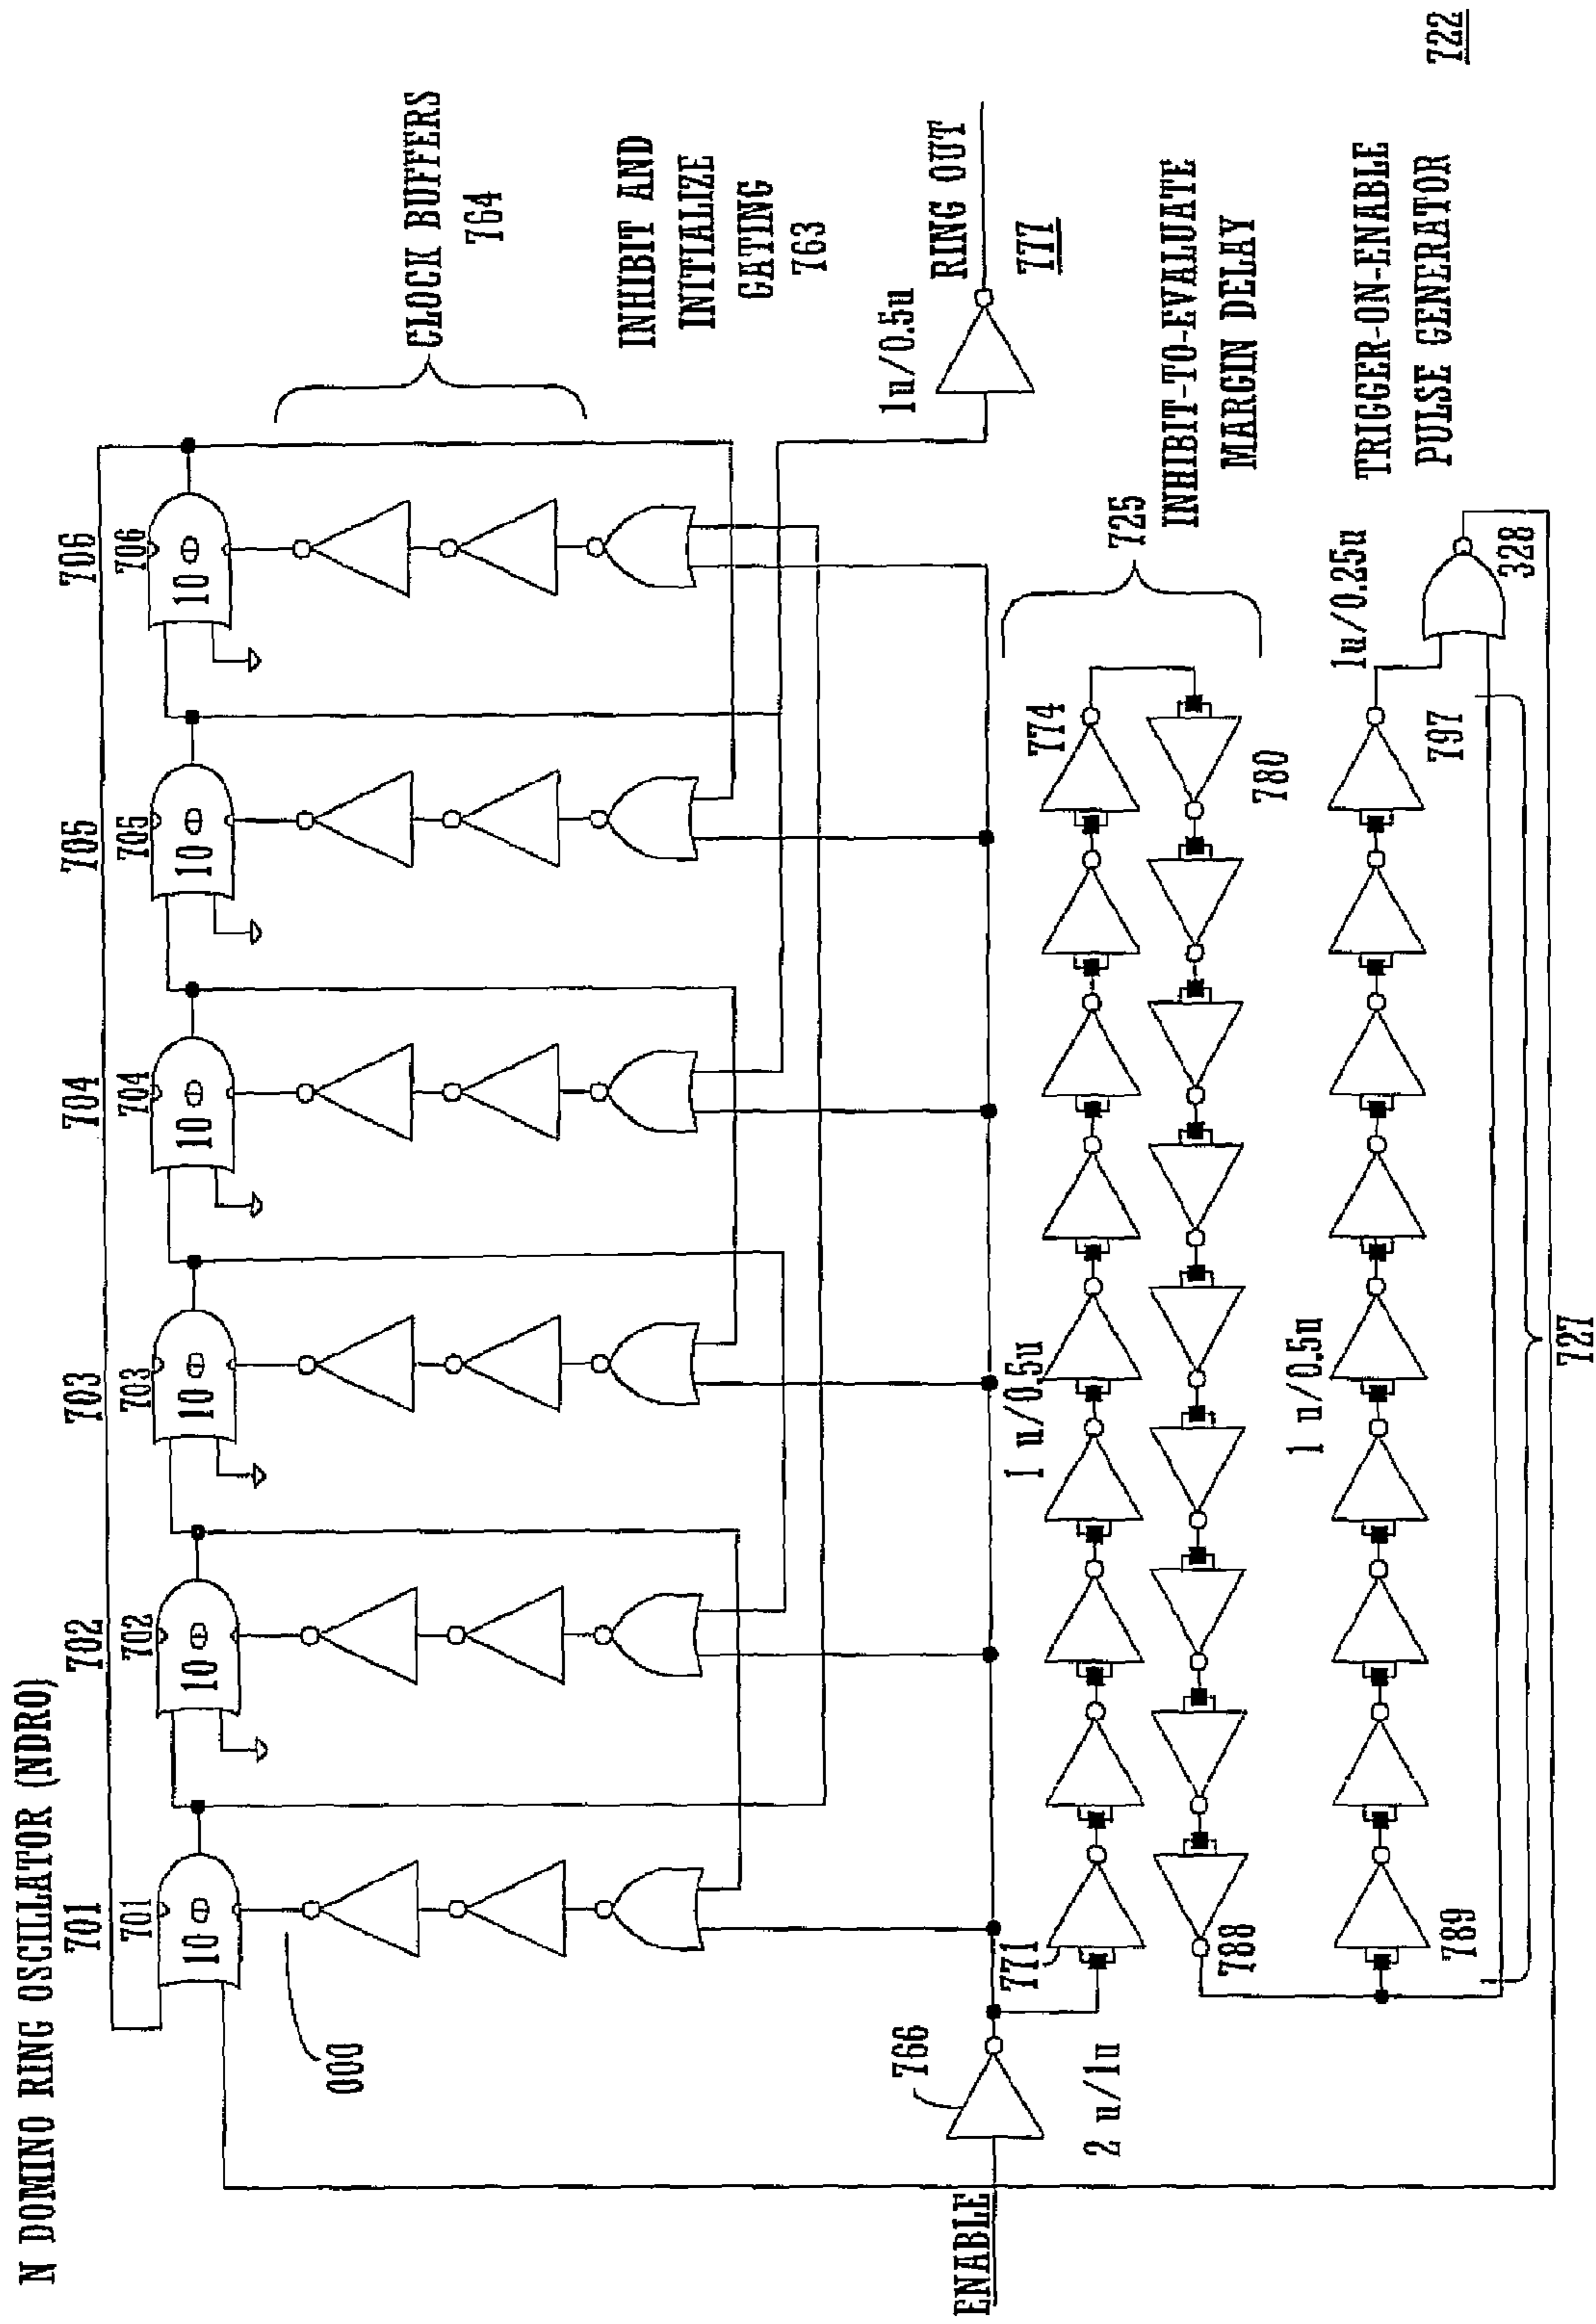 N DOMINO RING OSCILLATOR (NDRO)
701
702
703
704
705
706
701
702
703
704
705
706
10 Θ
10 Θ
10 Θ
10 Θ
10 Θ
10 Θ
000
CLOCK BUFFERS
764
INHIBIT AND
INITIALIZE
GATING
763
1u/0.5u
RING OUT
777
ENABLE
766
2 u/1u
771
1 u/0.5u
774
725
INHIBIT-TO-EVALUATE
MARGIN DELAY
780
788
789
1 u/0.5u
797
1u/0.25u
328
TRIGGER-ON-ENABLE
PULSE GENERATOR
727
722